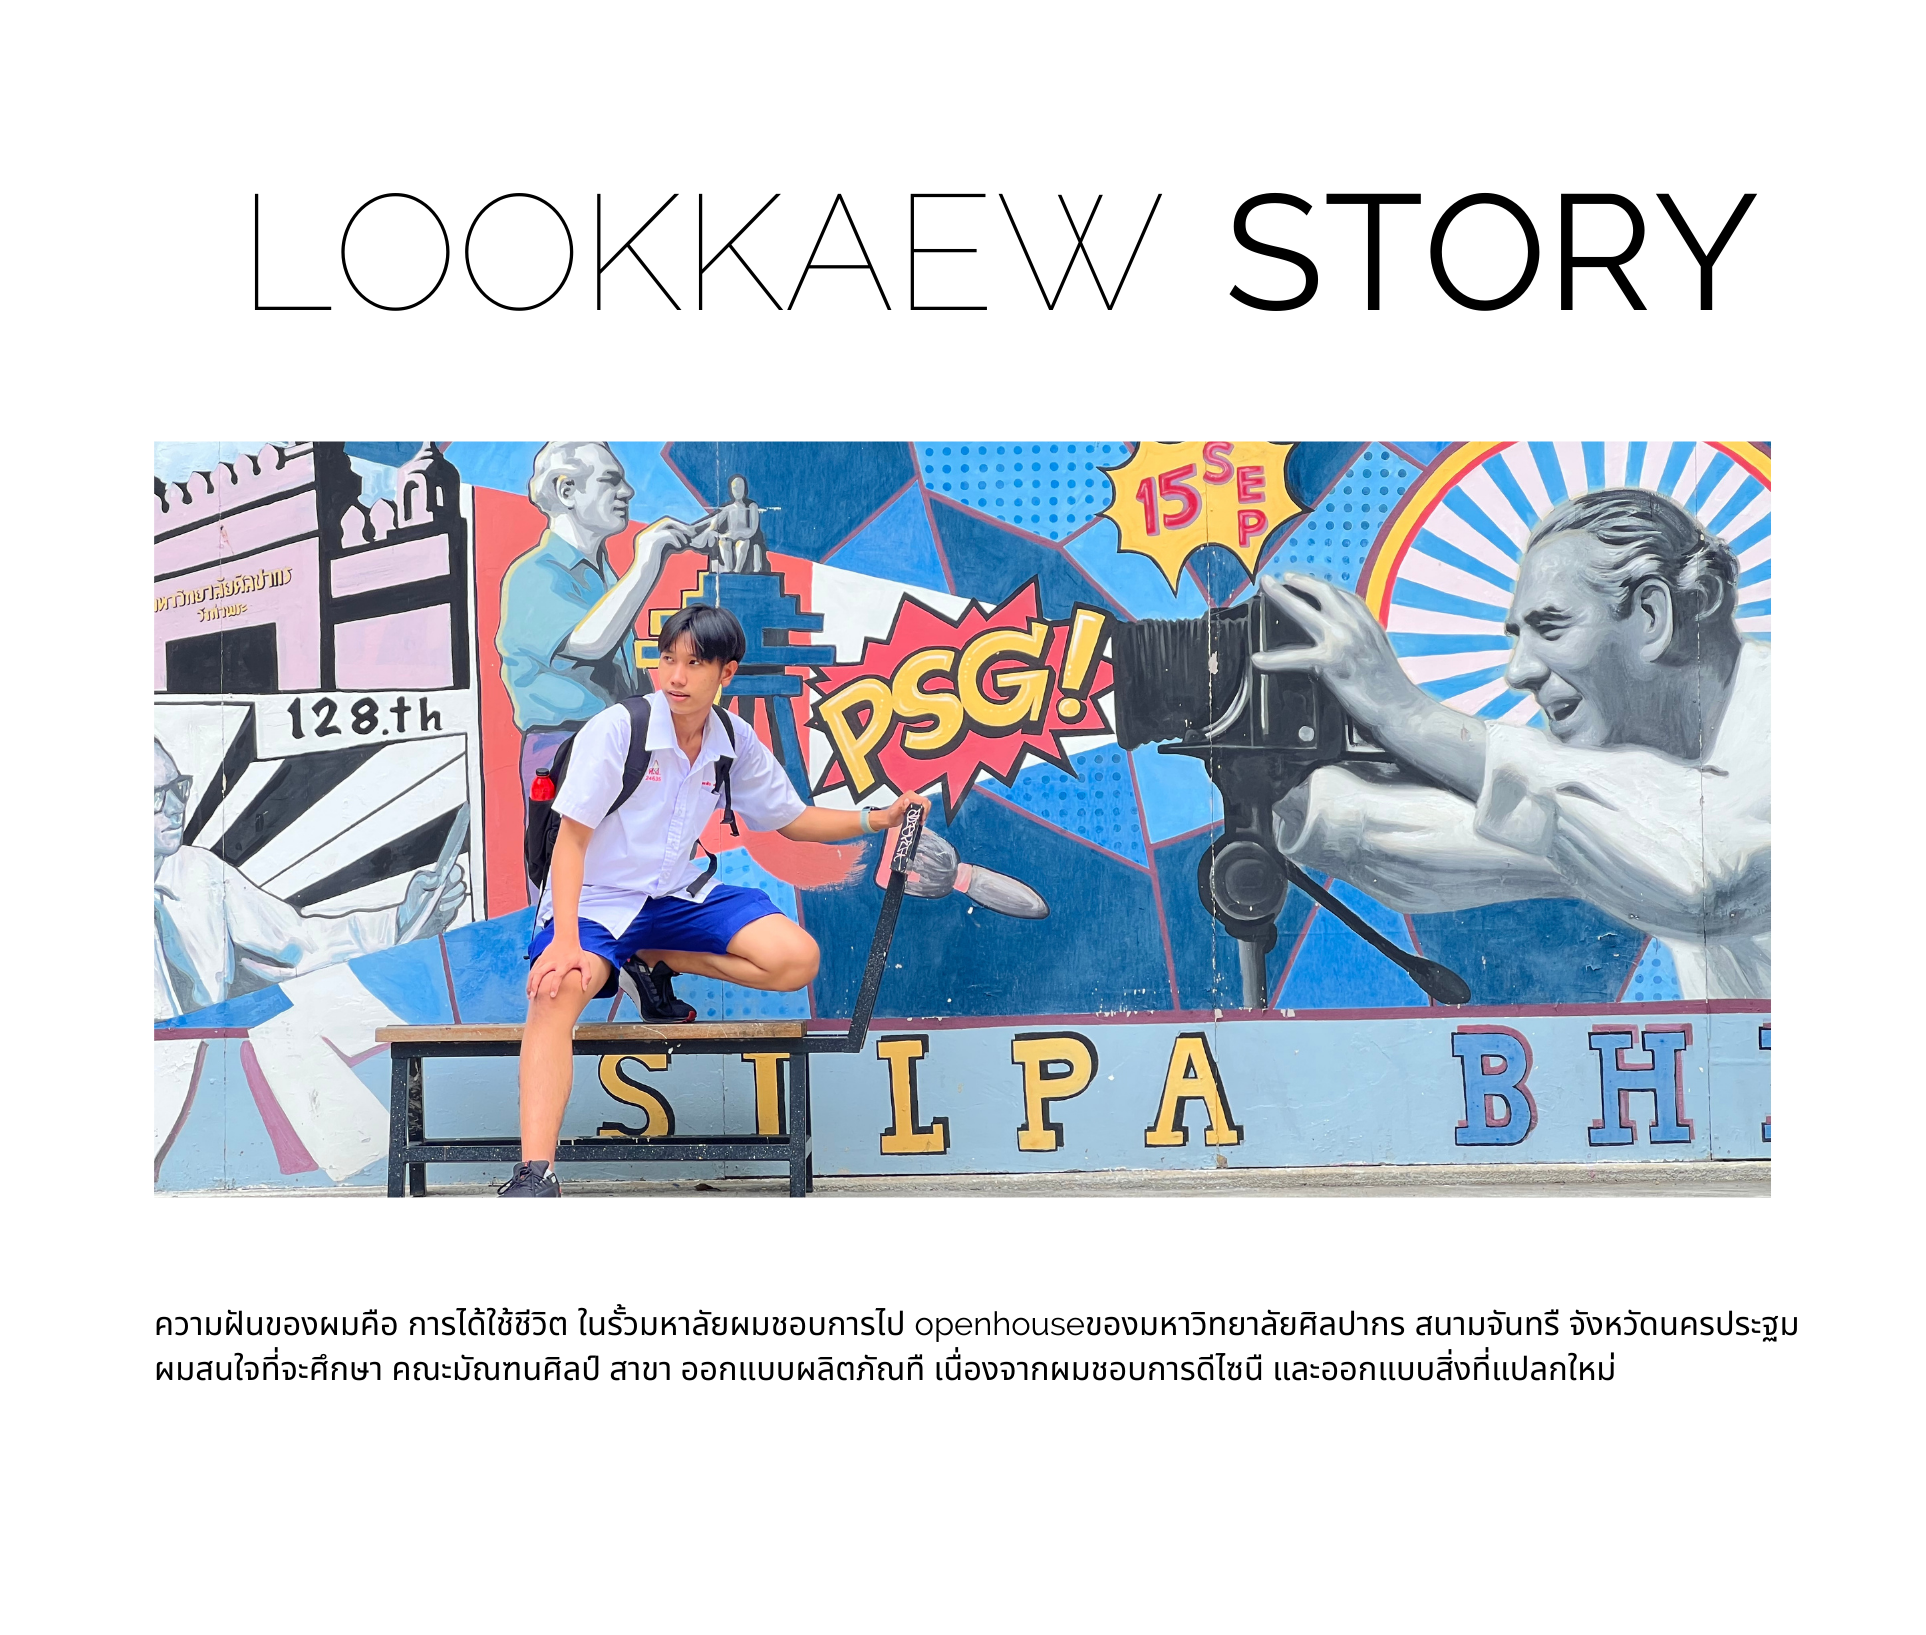 LOOKKAEW STORY
15 SEP
มหาวิทยาลัยศิลปากร
วังท่าพระ
PSG!
128.th
SILPA BH
ความฝันของผมคือ การได้ใช้ชีวิต ในรั้วมหาลัยผมชอบการไป openhouseของมหาวิทยาลัยศิลปากร สนามจันทรื จังหวัดนครประฐม
ผมสนใจที่จะศึกษา คณะมัณฑนศิลป์ สาขา ออกแบบผลิตภัณทื เนื่องจากผมชอบการดีไซนื และออกแบบสิ่งที่แปลกใหม่